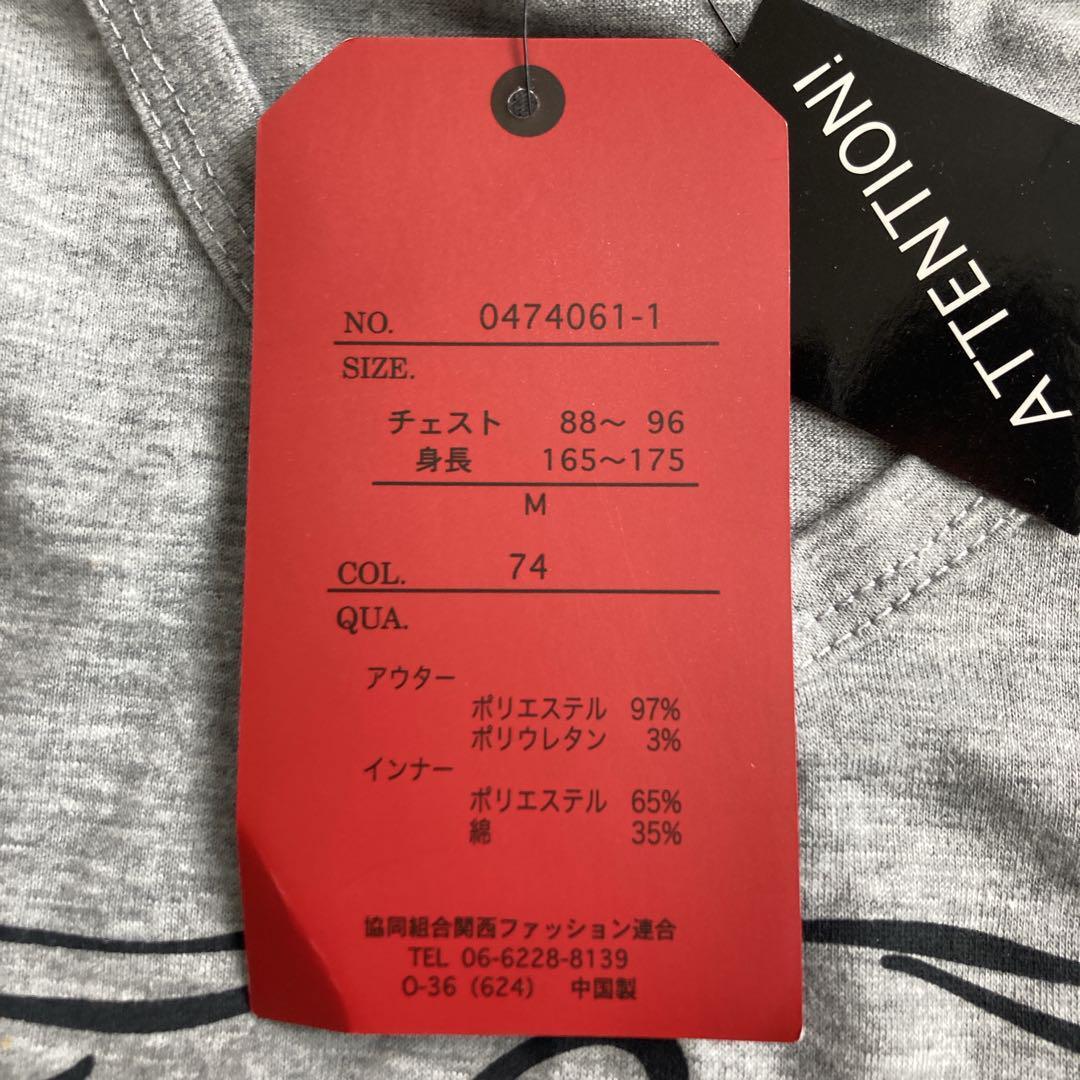 NO. 0474061-1
SIZE.
チェスト 88〜 96
身長 165〜175
M
COL. 74
QUA.
アウター
ポリエステル 97%
ポリウレタン 3%
インナー
ポリエステル 65%
綿 35%
協同組合関西ファッション連合
TEL 06-6228-8139
O-36（624） 中国製
ATTENTION!